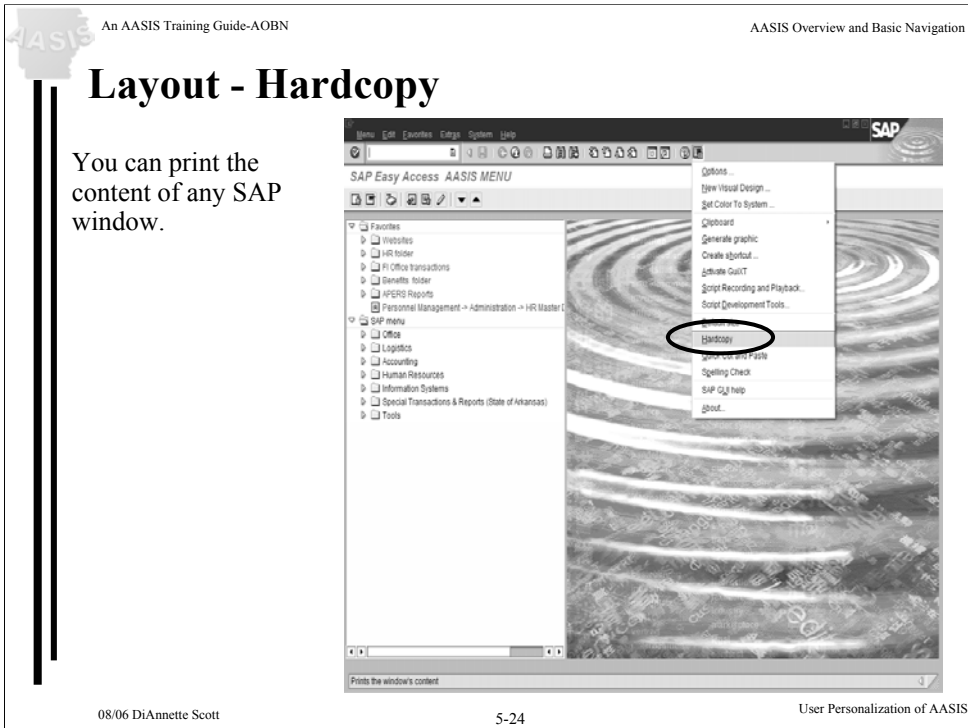 An AASIS Training Guide-AOBN
AASIS Overview and Basic Navigation
AASIS
Layout - Hardcopy
You can print the
content of any SAP
window.
Menu Edit Favorites Extras System Help
SAP
SAP Easy Access AASIS MENU
Favorites
Websites
HR folder
FI Office transactions
Benefits folder
APERS Reports
Personnel Management -> Administration -> HR Master D
SAP menu
Office
Logistics
Accounting
Human Resources
Information Systems
Special Transactions & Reports (State of Arkansas)
Tools
Options...
New Visual Design...
Set Color To System...
Clipboard
Generate graphic
Create shortcut...
Activate GuiXT
Script Recording and Playback...
Script Development Tools...
Hardcopy
Quick Cut and Paste
Spelling Check
SAP GUI help
About...
Prints the window's content
08/06 DiAnnette Scott
5-24
User Personalization of AASIS